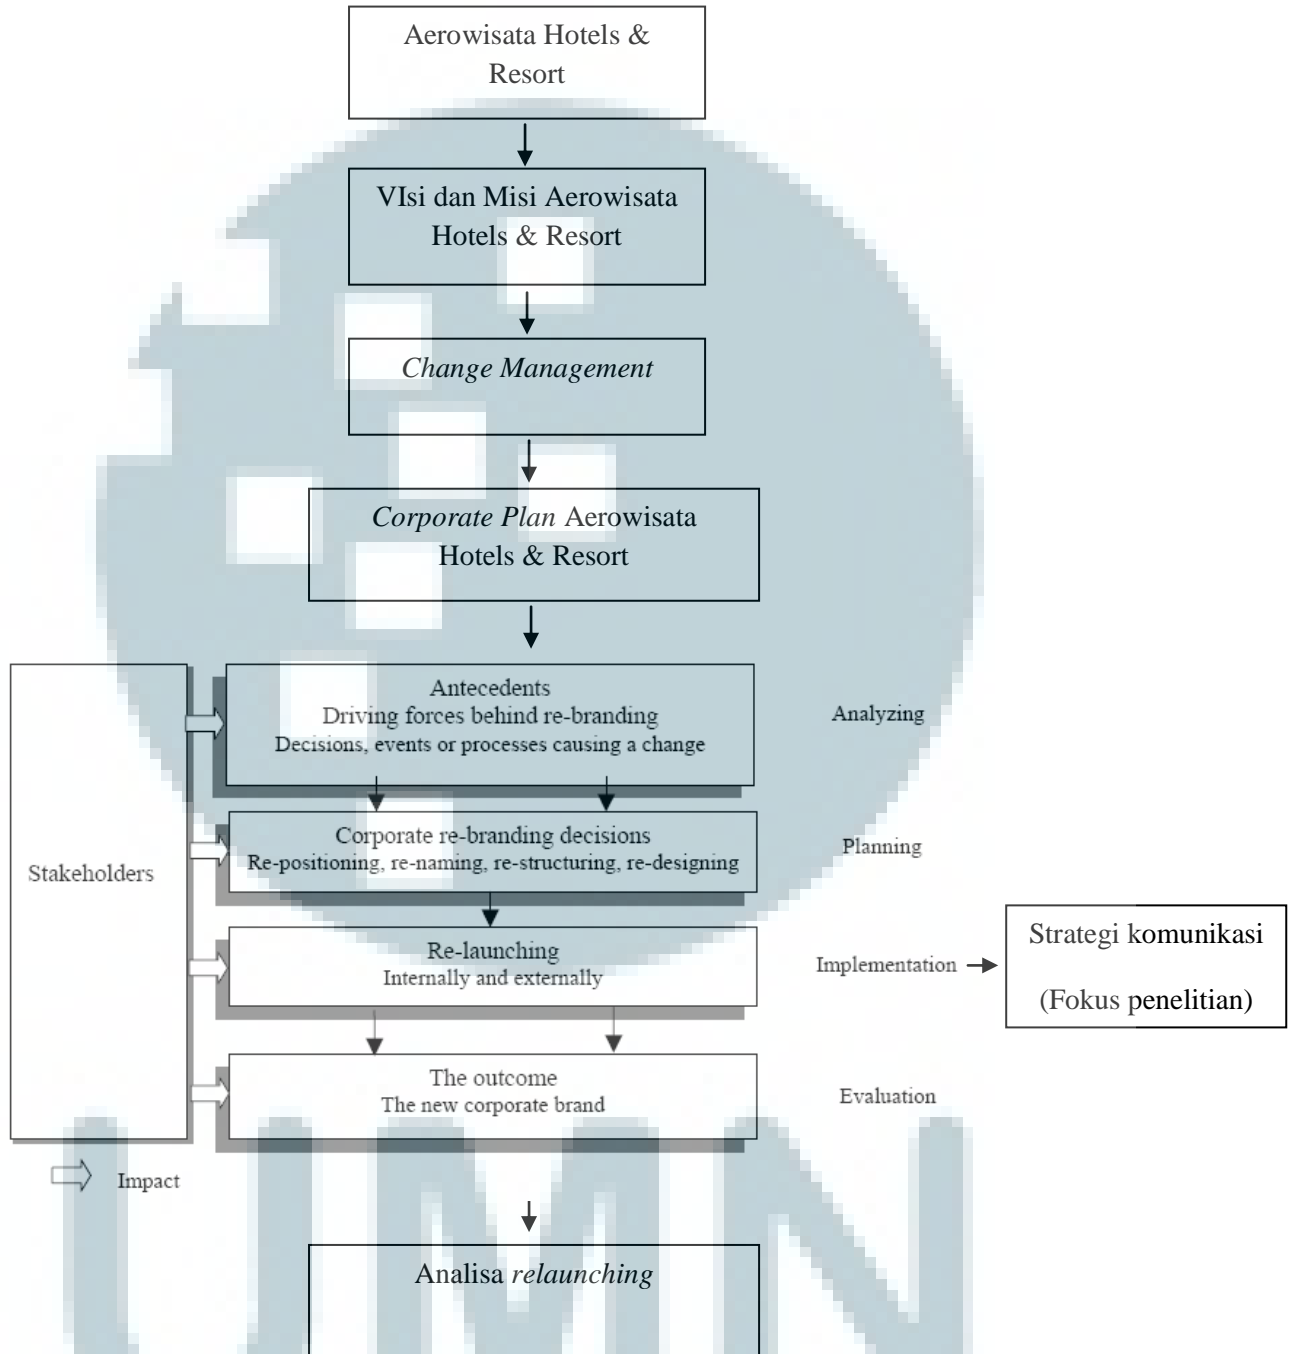 Aerowisata Hotels &
Resort
VIsi dan Misi Aerowisata
Hotels & Resort
Change Management
Corporate Plan Aerowisata
Hotels & Resort
Antecedents
Driving forces behind re-branding
Decisions, events or processes causing a change
Analyzing
Corporate re-branding decisions
Re-positioning, re-naming, re-structuring, re-designing
Planning
Stakeholders
Re-launching
Internally and externally
Implementation
Strategi komunikasi
(Fokus penelitian)
The outcome
The new corporate brand
Evaluation
Impact
Analisa relaunching
UMN